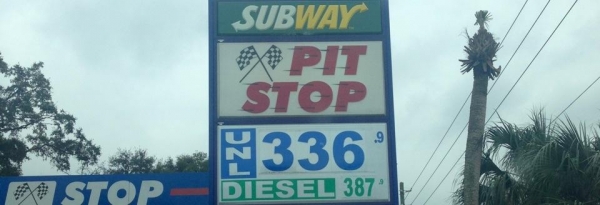 SUBWAY
PIT
STOP
UNL 336 .9
DIESEL 387 .9
STOP